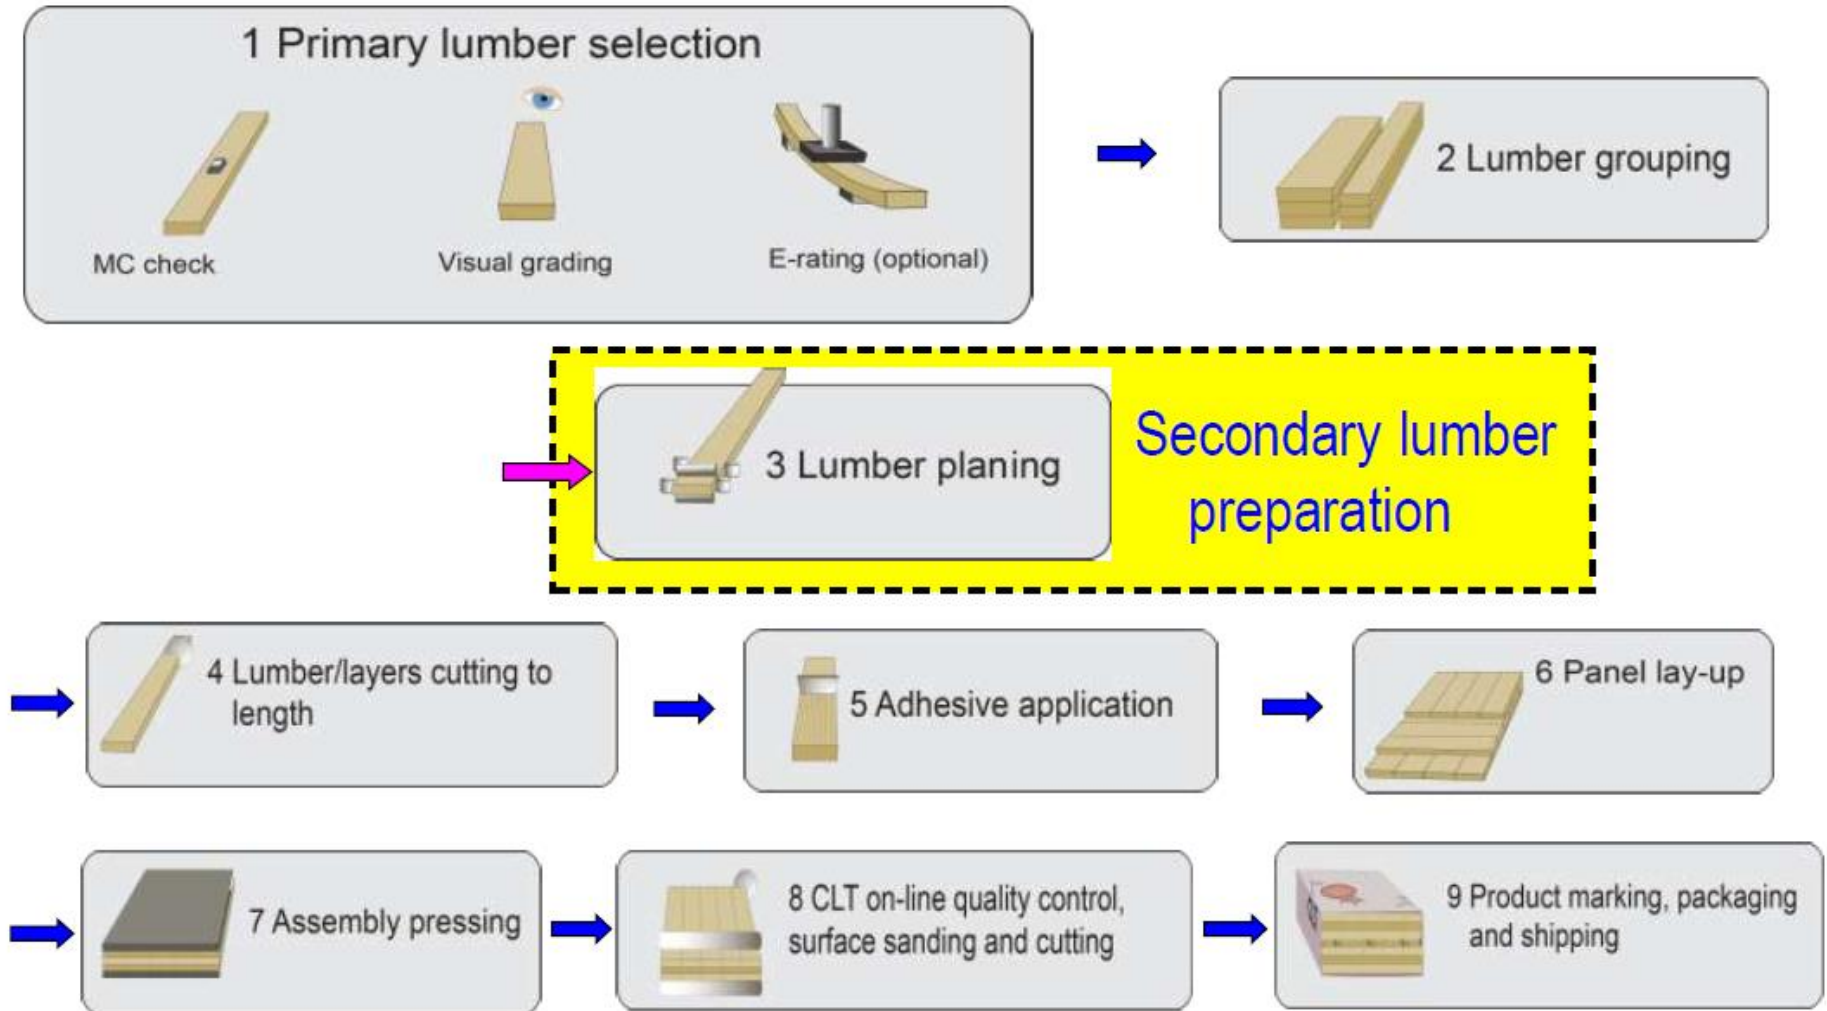 1 Primary lumber selection
MC check
Visual grading
E-rating (optional)
2 Lumber grouping
3 Lumber planing
Secondary lumber
preparation
4 Lumber/layers cutting to
length
5 Adhesive application
6 Panel lay-up
7 Assembly pressing
8 CLT on-line quality control,
surface sanding and cutting
9 Product marking, packaging
and shipping